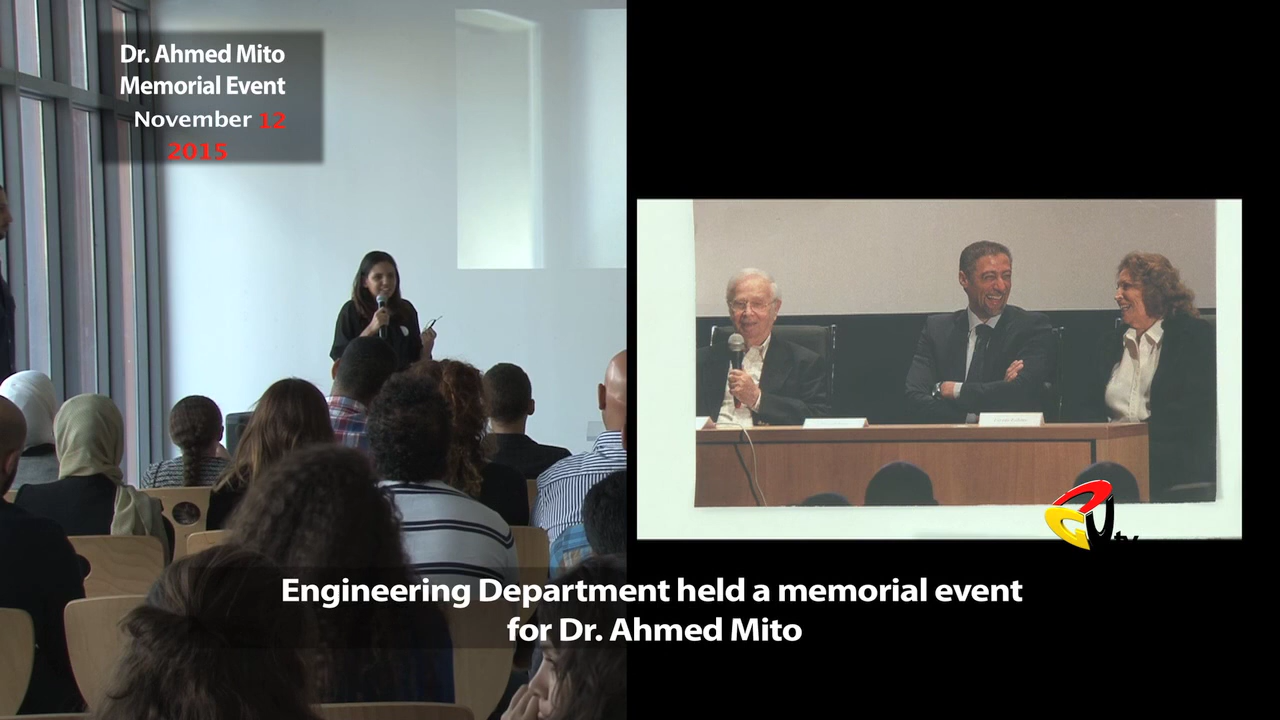 Dr. Ahmed Mito
Memorial Event
November 12
2015
Engineering Department held a memorial event
for Dr. Ahmed Mito